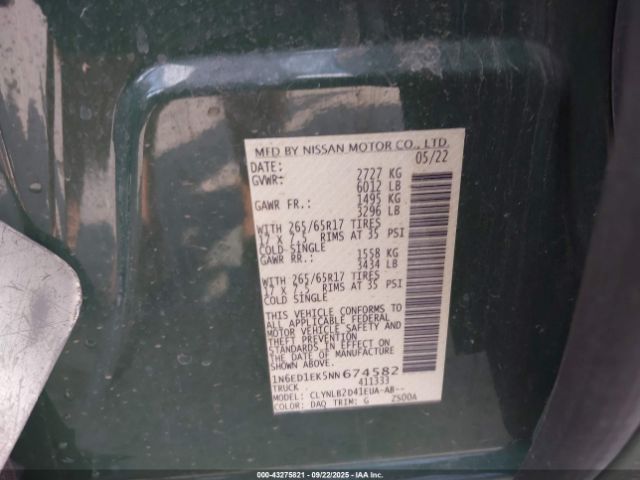 MFD BY NISSAN MOTOR CO., LTD.
DATE: 05/22
GVWR: 2727 KG
6012 LB
GAWR FR.: 1495 KG
3296 LB
WITH 265/65R17 TIRES
17 X 7.5 RIMS AT 35 PSI
COLD SINGLE
GAWR RR.: 1558 KG
3434 LB
WITH 265/65R17 TIRES
17 X 7.5 RIMS AT 35 PSI
COLD SINGLE
THIS VEHICLE CONFORMS TO
ALL APPLICABLE FEDERAL
MOTOR VEHICLE SAFETY AND
THEFT PREVENTION
STANDARDS IN EFFECT ON
THE DATE OF MANUFACTURE
SHOWN ABOVE.
1N6ED1EK5NN674582
TRUCK 411333
MODEL: CLYNLB2D41EUA-AB--
COLOR: DAQ TRIM: G 2S00A
000-43275821 - 09/22/2025 - IAAI.COM